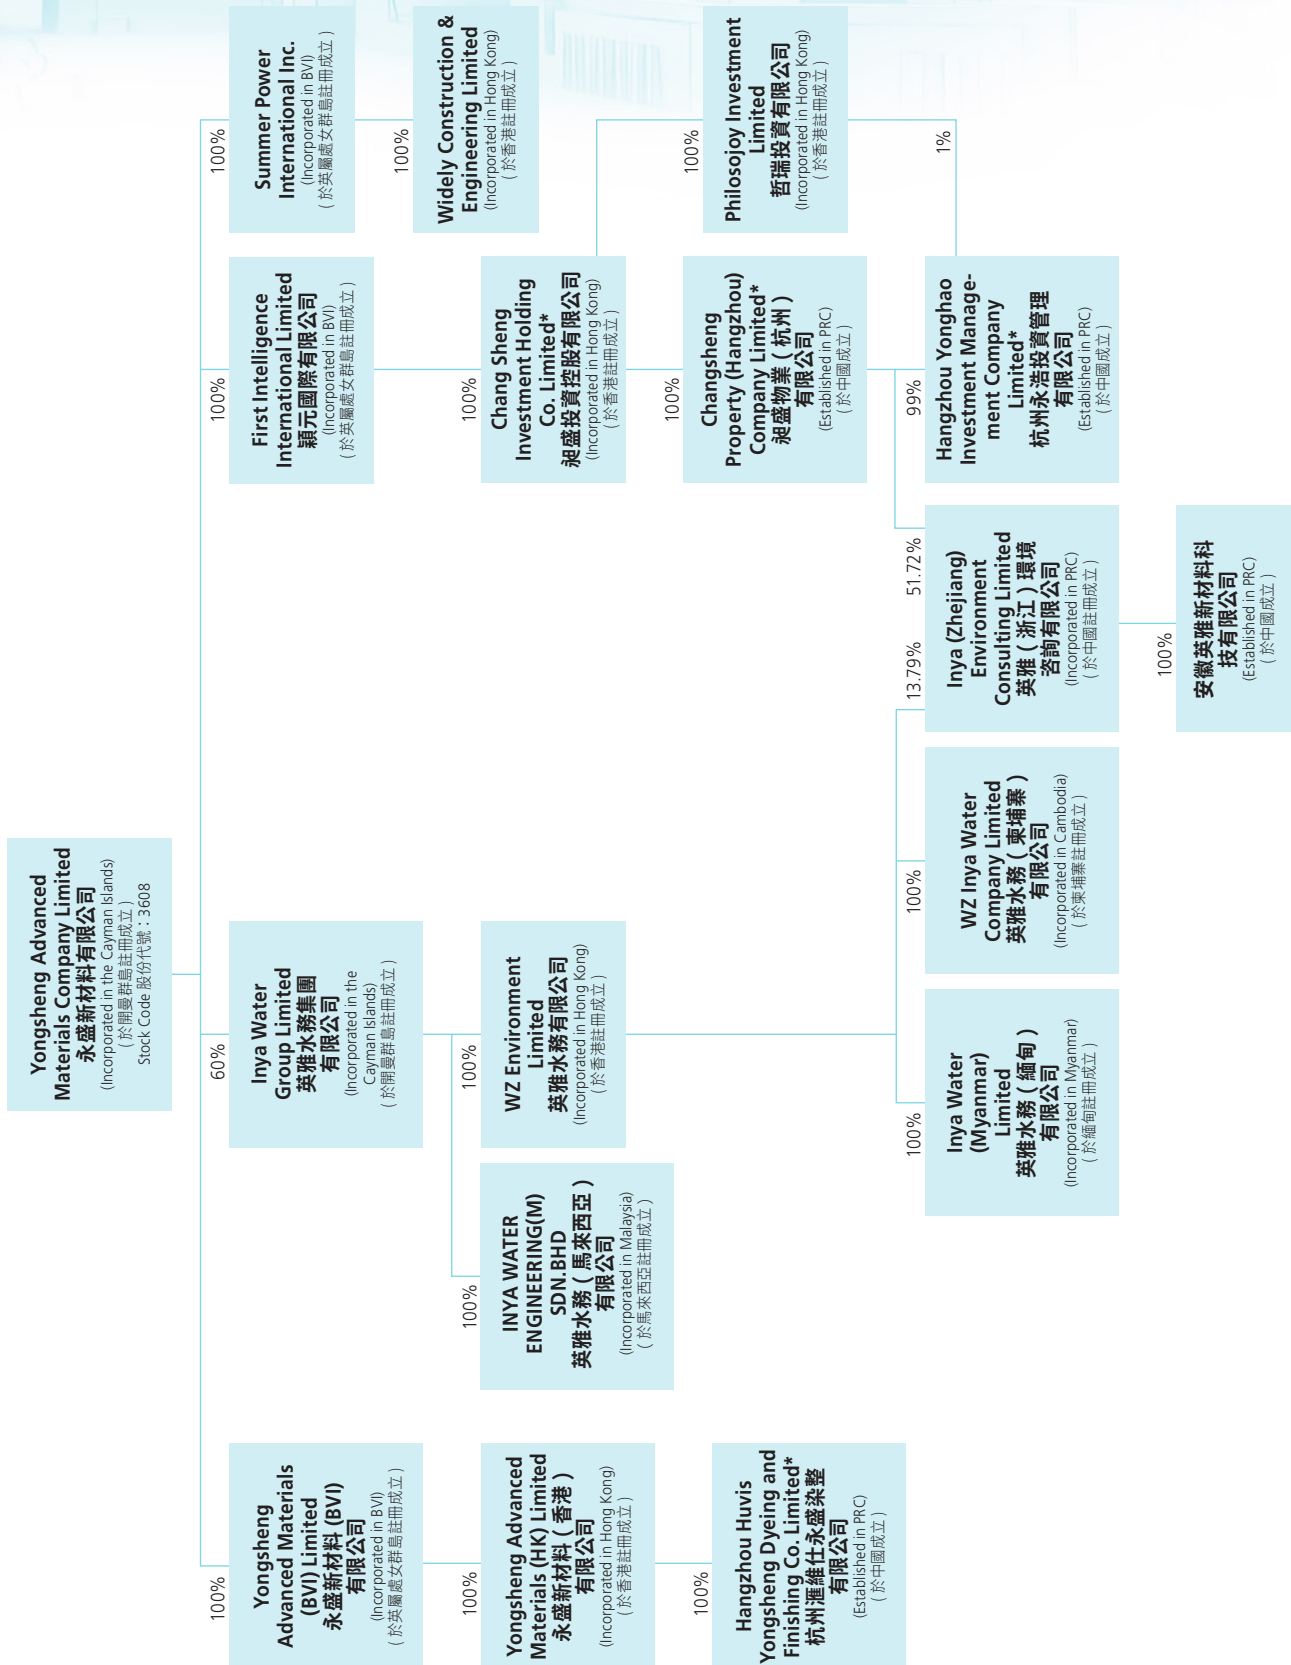 Yongsheng Advanced
Materials Company Limited
永盛新材料有限公司
(Incorporated in the Cayman Islands)
(於開曼群島註冊成立)
Stock Code 股份代號：3608
100%
Yongsheng
Advanced Materials
(BVI) Limited
永盛新材料 (BVI)
有限公司
(Incorporated in BVI)
(於英屬處女群島註冊成立)
60%
Inya Water
Group Limited
英雅水務集團
有限公司
(Incorporated in the
Cayman Islands)
(於開曼群島註冊成立)
100%
First Intelligence
International Limited
穎元國際有限公司
(Incorporated in BVI)
(於英屬處女群島註冊成立)
100%
Summer Power
International Inc.
(Incorporated in BVI)
(於英屬處女群島註冊成立)
100%
Widely Construction &
Engineering Limited
(Incorporated in Hong Kong)
(於香港註冊成立)
100%
Yongsheng Advanced
Materials (HK) Limited
永盛新材料（香港）
有限公司
(Incorporated in Hong Kong)
(於香港註冊成立)
100%
INYA WATER
ENGINEERING(M)
SDN.BHD
英雅水務（馬來西亞）
有限公司
(Incorporated in Malaysia)
(於馬來西亞註冊成立)
100%
WZ Environment
Limited
英雅水務有限公司
(Incorporated in Hong Kong)
(於香港註冊成立)
100%
Chang Sheng
Investment Holding
Co. Limited*
昶盛投資控股有限公司
(Incorporated in Hong Kong)
(於香港註冊成立)
100%
Hangzhou Huvis
Yongsheng Dyeing and
Finishing Co. Limited*
杭州滙維仕永盛染整
有限公司
(Established in PRC)
(於中國成立)
100%
Changsheng
Property (Hangzhou)
Company Limited*
昶盛物業（杭州）
有限公司
(Established in PRC)
(於中國成立)
100%
Philosojoy Investment
Limited
哲瑞投資有限公司
(Incorporated in Hong Kong)
(於香港註冊成立)
100%
Inya Water
(Myanmar)
Limited
英雅水務（緬甸）
有限公司
(Incorporated in Myanmar)
(於緬甸註冊成立)
100%
WZ Inya Water
Company Limited
英雅水務（柬埔寨）
有限公司
(Incorporated in Cambodia)
(於柬埔寨註冊成立)
13.79%
51.72%
Inya (Zhejiang)
Environment
Consulting Limited
英雅（浙江）環境
咨詢有限公司
(Incorporated in PRC)
(於中國註冊成立)
99%
1%
Hangzhou Yonghao
Investment Manage-
ment Company
Limited*
杭州永浩投資管理
有限公司
(Established in PRC)
(於中國成立)
100%
安徽英雅新材料科
技有限公司
(Established in PRC)
(於中國成立)